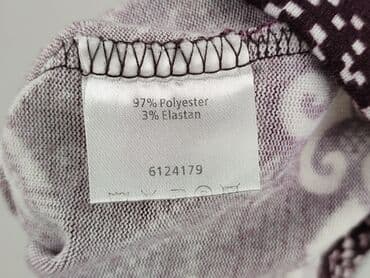 97% Polyester
3% Elastan
6124179